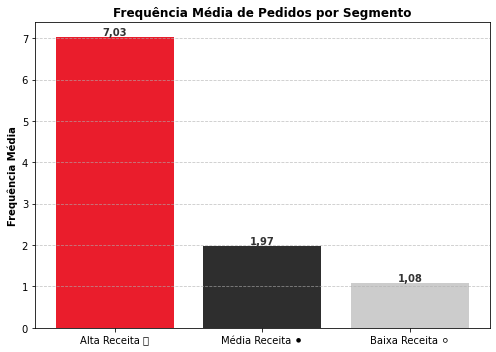 Frequência Média de Pedidos por Segmento
Frequência Média
7
6
5
4
3
2
1
0
7,03
1,97
1,08
Alta Receita
Média Receita ●
Baixa Receita ○